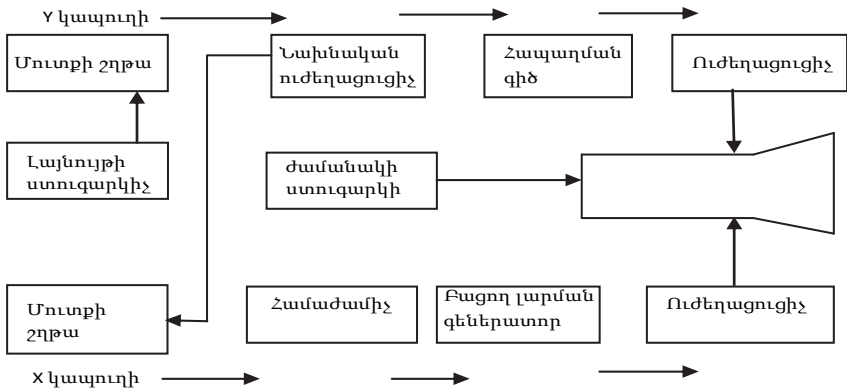 Y կապուղի
Մուտքի շղթա
Նախնական
ուժեղացուցիչ
Հապաղման
գիծ
Ուժեղացուցիչ
Լայնույթի
ստուգարկիչ
ժամանակի
ստուգարկի
Մուտքի
շղթա
Համաժամիչ
Բացող լարման
գեներատոր
Ուժեղացուցիչ
X կապուղի